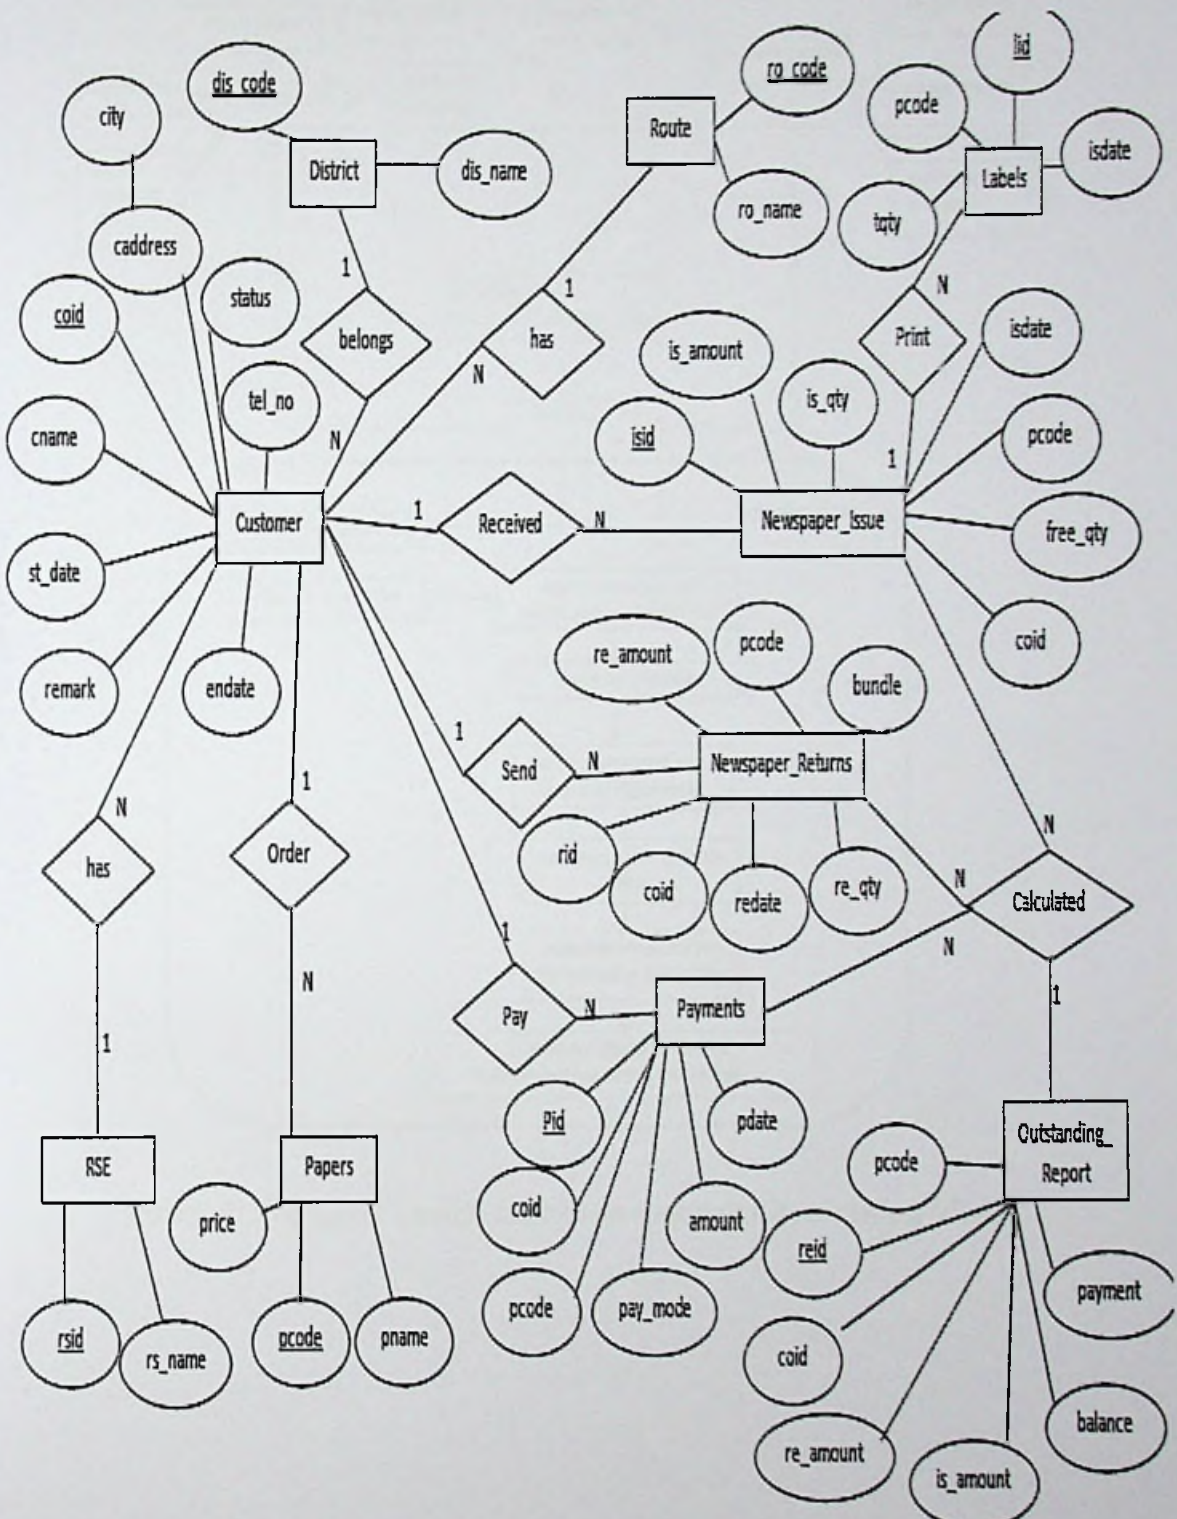 lid
dis_code
ro_code
city
pcode
Route
isdate
District
dis_name
Labels
ro_name
tqty
caddress
1
status
1
N
coid
belongs
has
Print
isdate
is_amount
N
tel_no
is_qty
cname
N
isid
pcode
1
Customer
1
Received
N
Newspaper_Issue
free_qty
st_date
coid
re_amount
pcode
remark
endate
bundle
1
Send
N
Newspaper_Returns
N
1
N
has
Order
rid
coid
redate
re_qty
N
Calculated
1
N
N
Pay
N
Payments
1
1
Pid
pdate
Outstanding_
Report
RSE
Papers
pcode
price
coid
amount
reid
payment
rsid
rs_name
pcode
pname
pcode
pay_mode
coid
balance
re_amount
is_amount